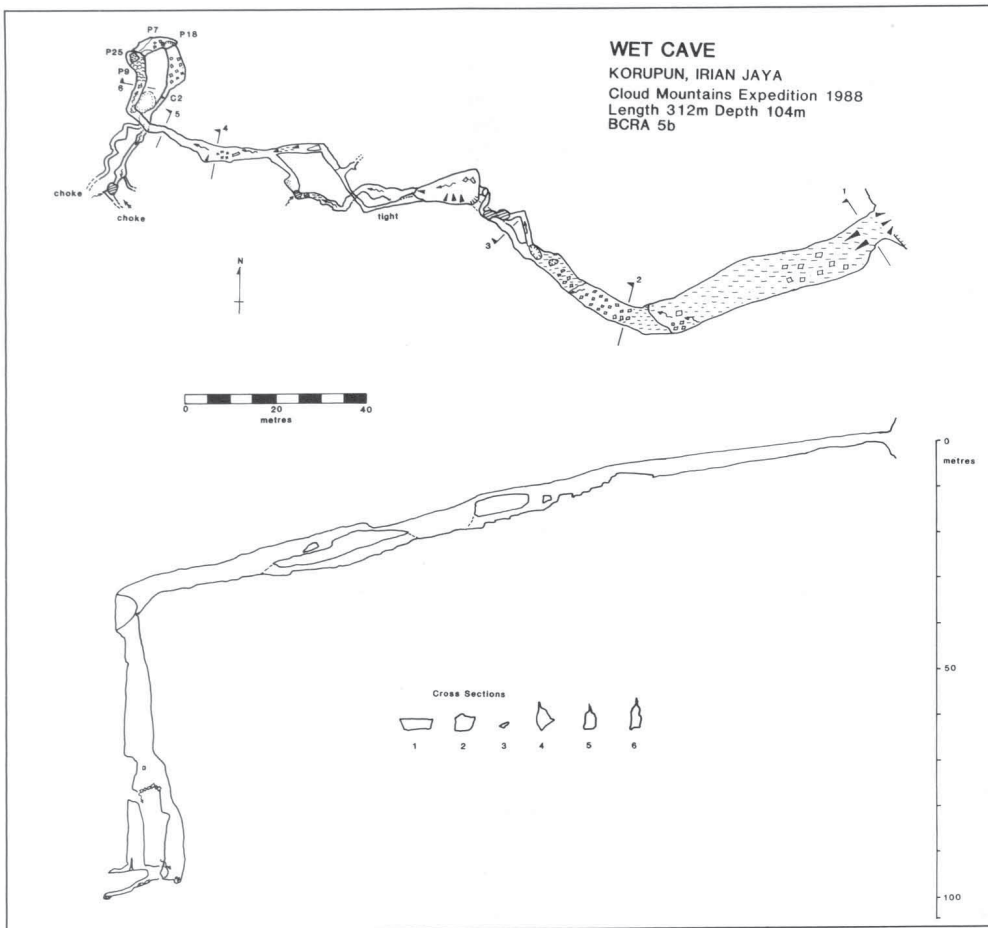 WET CAVE
KORUPUN, IRIAN JAYA
Cloud Mountains Expedition 1988
Length 312m Depth 104m
BCRA 5b
P7
P18
P25
P9
4
6
C2
5
4
choke
choke
tight
3
2
1
N
0 20 40
metres
0
metres
50
100
Cross Sections
1 2 3 4 5 6